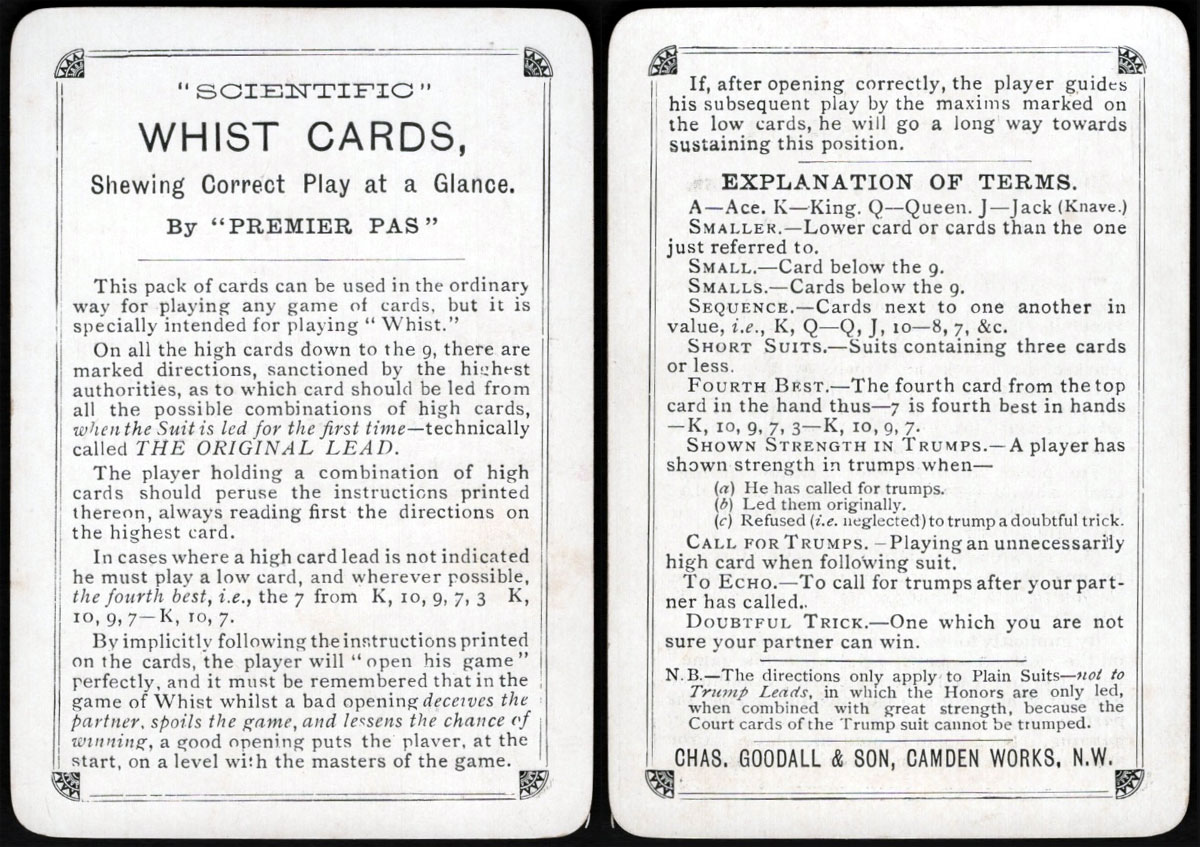 "SCIENTIFIC"
WHIST CARDS,
Shewing Correct Play at a Glance.
By "PREMIER PAS"
This pack of cards can be used in the ordinary
way for playing any game of cards, but it is
specially intended for playing "Whist."
On all the high cards down to the 9, there are
marked directions, sanctioned by the highest
authorities, as to which card should be led from
all the possible combinations of high cards,
when the Suit is led for the first time—technically
called THE ORIGINAL LEAD.
The player holding a combination of high
cards should peruse the instructions printed
thereon, always reading first the directions on
the highest card.
In cases where a high card lead is not indicated
he must play a low card, and wherever possible,
the fourth best, i.e., the 7 from K, 10, 9, 7, 3 K,
10, 9, 7—K, 10, 7.
By implicitly following the instructions printed
on the cards, the player will "open his game"
perfectly, and it must be remembered that in the
game of Whist whilst a bad opening deceives the
partner, spoils the game, and lessens the chance of
winning, a good opening puts the player, at the
start, on a level with the masters of the game.
If, after opening correctly, the player guides
his subsequent play by the maxims marked on
the low cards, he will go a long way towards
sustaining this position.
EXPLANATION OF TERMS.
A—Ace. K—King. Q—Queen. J—Jack (Knave.)
SMALLER.—Lower card or cards than the one
just referred to.
SMALL.—Card below the 9.
SMALLS.—Cards below the 9.
SEQUENCE.—Cards next to one another in
value, i.e., K, Q—Q, J, 10—8, 7, &c.
SHORT SUITS.—Suits containing three cards
or less.
FOURTH BEST.—The fourth card from the top
card in the hand thus—7 is fourth best in hands
—K, 10, 9, 7, 3—K, 10, 9, 7.
SHOWN STRENGTH IN TRUMPS.—A player has
shown strength in trumps when—
(a) He has called for trumps.
(b) Led them originally.
(c) Refused (i.e. neglected) to trump a doubtful trick.
CALL FOR TRUMPS.—Playing an unnecessarily
high card when following suit.
TO ECHO.—To call for trumps after your part-
ner has called.
DOUBTFUL TRICK.—One which you are not
sure your partner can win.
N.B.—The directions only apply to Plain Suits—not to
Trump Leads, in which the Honors are only led,
when combined with great strength, because the
Court cards of the Trump suit cannot be trumped.
CHAS. GOODALL & SON, CAMDEN WORKS, N.W.